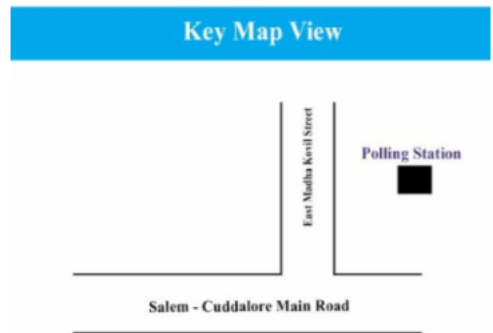 Key Map View
East Madha Kovil Street
Polling Station
Salem - Cuddalore Main Road